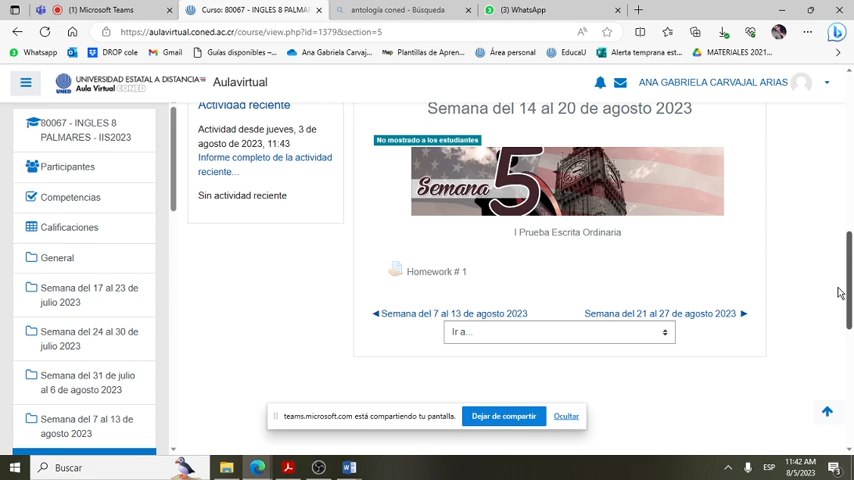 (1) Microsoft Teams
Curso: 80067 - INGLES 8 PALMAR
antología coned - Búsqueda
(3) WhatsApp
https://aulavirtual.coned.ac.cr/course/view.php?id=1379&section=5
Whatsapp
DROP cole
Gmail
Guías disponibles –...
Ana Gabriela Carvaj...
Plantillas de Apren...
Área personal
EducaU
Alerta temprana est...
MATERIALES 2021...
UNIVERSIDAD ESTATAL A DISTANCIA
UNED
Aula Virtual CONED
Aulavirtual
ANA GABRIELA CARVAJAL ARIAS
80067 - INGLES 8
PALMARES - IIS2023
Participantes
Competencias
Calificaciones
General
Semana del 17 al 23 de
julio 2023
Semana del 24 al 30 de
julio 2023
Semana del 31 de julio
al 6 de agosto 2023
Semana del 7 al 13 de
agosto 2023
Actividad reciente
Actividad desde jueves, 3 de
agosto de 2023, 11:43
Informe completo de la actividad
reciente...
Sin actividad reciente
Semana del 14 al 20 de agosto 2023
No mostrado a los estudiantes
Semana 5
I Prueba Escrita Ordinaria
Homework # 1
◀ Semana del 7 al 13 de agosto 2023
Semana del 21 al 27 de agosto 2023 ▶
Ir a...
teams.microsoft.com está compartiendo tu pantalla.
Dejar de compartir
Ocultar
Buscar
ESP
11:42 AM
8/5/2023